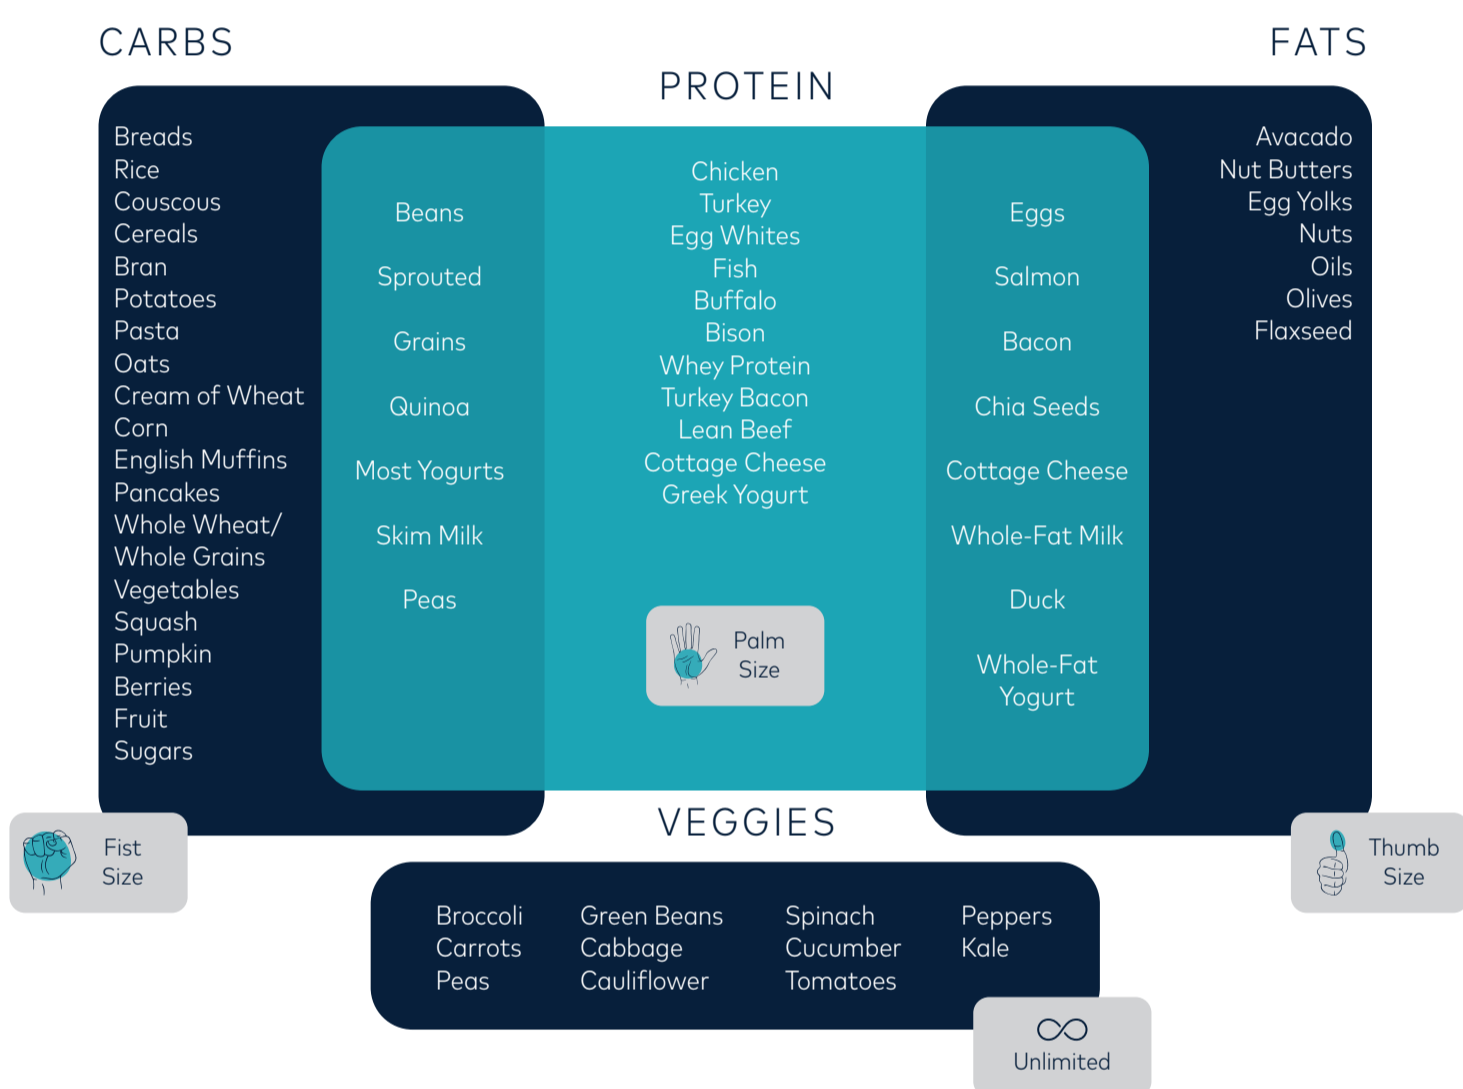 CARBS
Breads
Rice
Couscous
Cereals
Bran
Potatoes
Pasta
Oats
Cream of Wheat
Corn
English Muffins
Pancakes
Whole Wheat/
Whole Grains
Vegetables
Squash
Pumpkin
Berries
Fruit
Sugars
Fist
Size
Beans
Sprouted
Grains
Quinoa
Most Yogurts
Skim Milk
Peas
PROTEIN
Chicken
Turkey
Egg Whites
Fish
Buffalo
Bison
Whey Protein
Turkey Bacon
Lean Beef
Cottage Cheese
Greek Yogurt
Palm
Size
Eggs
Salmon
Bacon
Chia Seeds
Cottage Cheese
Whole-Fat Milk
Duck
Whole-Fat
Yogurt
FATS
Avacado
Nut Butters
Egg Yolks
Nuts
Oils
Olives
Flaxseed
Thumb
Size
VEGGIES
Broccoli
Carrots
Peas
Green Beans
Cabbage
Cauliflower
Spinach
Cucumber
Tomatoes
Peppers
Kale
Unlimited